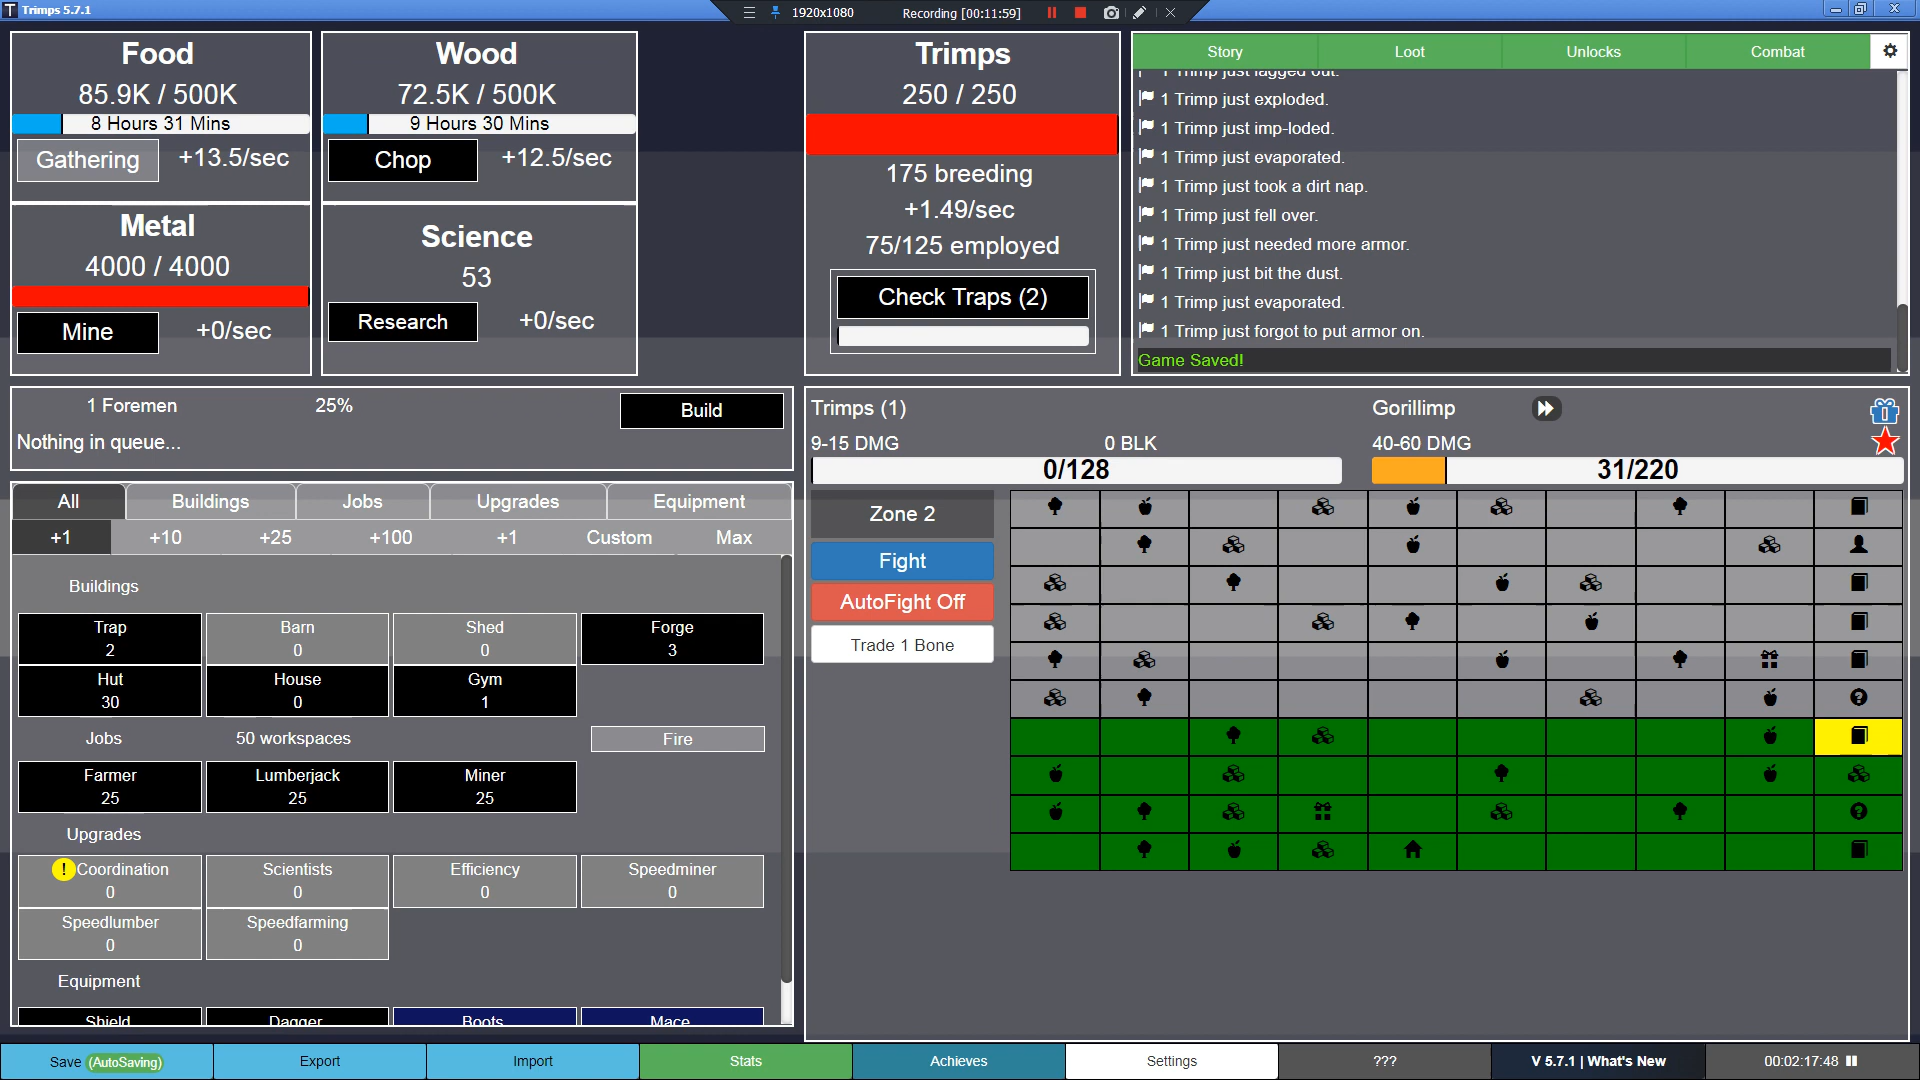 Trimps 5.7.1
1920x1080
Recording [00:11:59]
Food
85.9K / 500K
8 Hours 31 Mins
Gathering
+13.5/sec
Wood
72.5K / 500K
9 Hours 30 Mins
Chop
+12.5/sec
Metal
4000 / 4000
Mine
+0/sec
Science
53
Research
+0/sec
Trimps
250 / 250
175 breeding
+1.49/sec
75/125 employed
Check Traps (2)
Story
Loot
Unlocks
Combat
1 Trimp just lagged out.
1 Trimp just exploded.
1 Trimp just imp-loded.
1 Trimp just evaporated.
1 Trimp just took a dirt nap.
1 Trimp just fell over.
1 Trimp just needed more armor.
1 Trimp just bit the dust.
1 Trimp just evaporated.
1 Trimp just forgot to put armor on.
Game Saved!
1 Foremen
25%
Build
Nothing in queue...
All
Buildings
Jobs
Upgrades
Equipment
+1
+10
+25
+100
+1
Custom
Max
Buildings
Trap
2
Barn
0
Shed
0
Forge
3
Hut
30
House
0
Gym
1
Jobs
50 workspaces
Fire
Farmer
25
Lumberjack
25
Miner
25
Upgrades
! Coordination
0
Scientists
0
Efficiency
0
Speedminer
0
Speedlumber
0
Speedfarming
0
Equipment
Shield
Dagger
Boots
Mace
Trimps (1)
9-15 DMG
0 BLK
0/128
Gorillimp
40-60 DMG
31/220
Zone 2
Fight
AutoFight Off
Trade 1 Bone
Save (AutoSaving)
Export
Import
Stats
Achieves
Settings
???
V 5.7.1 | What's New
00:02:17:48